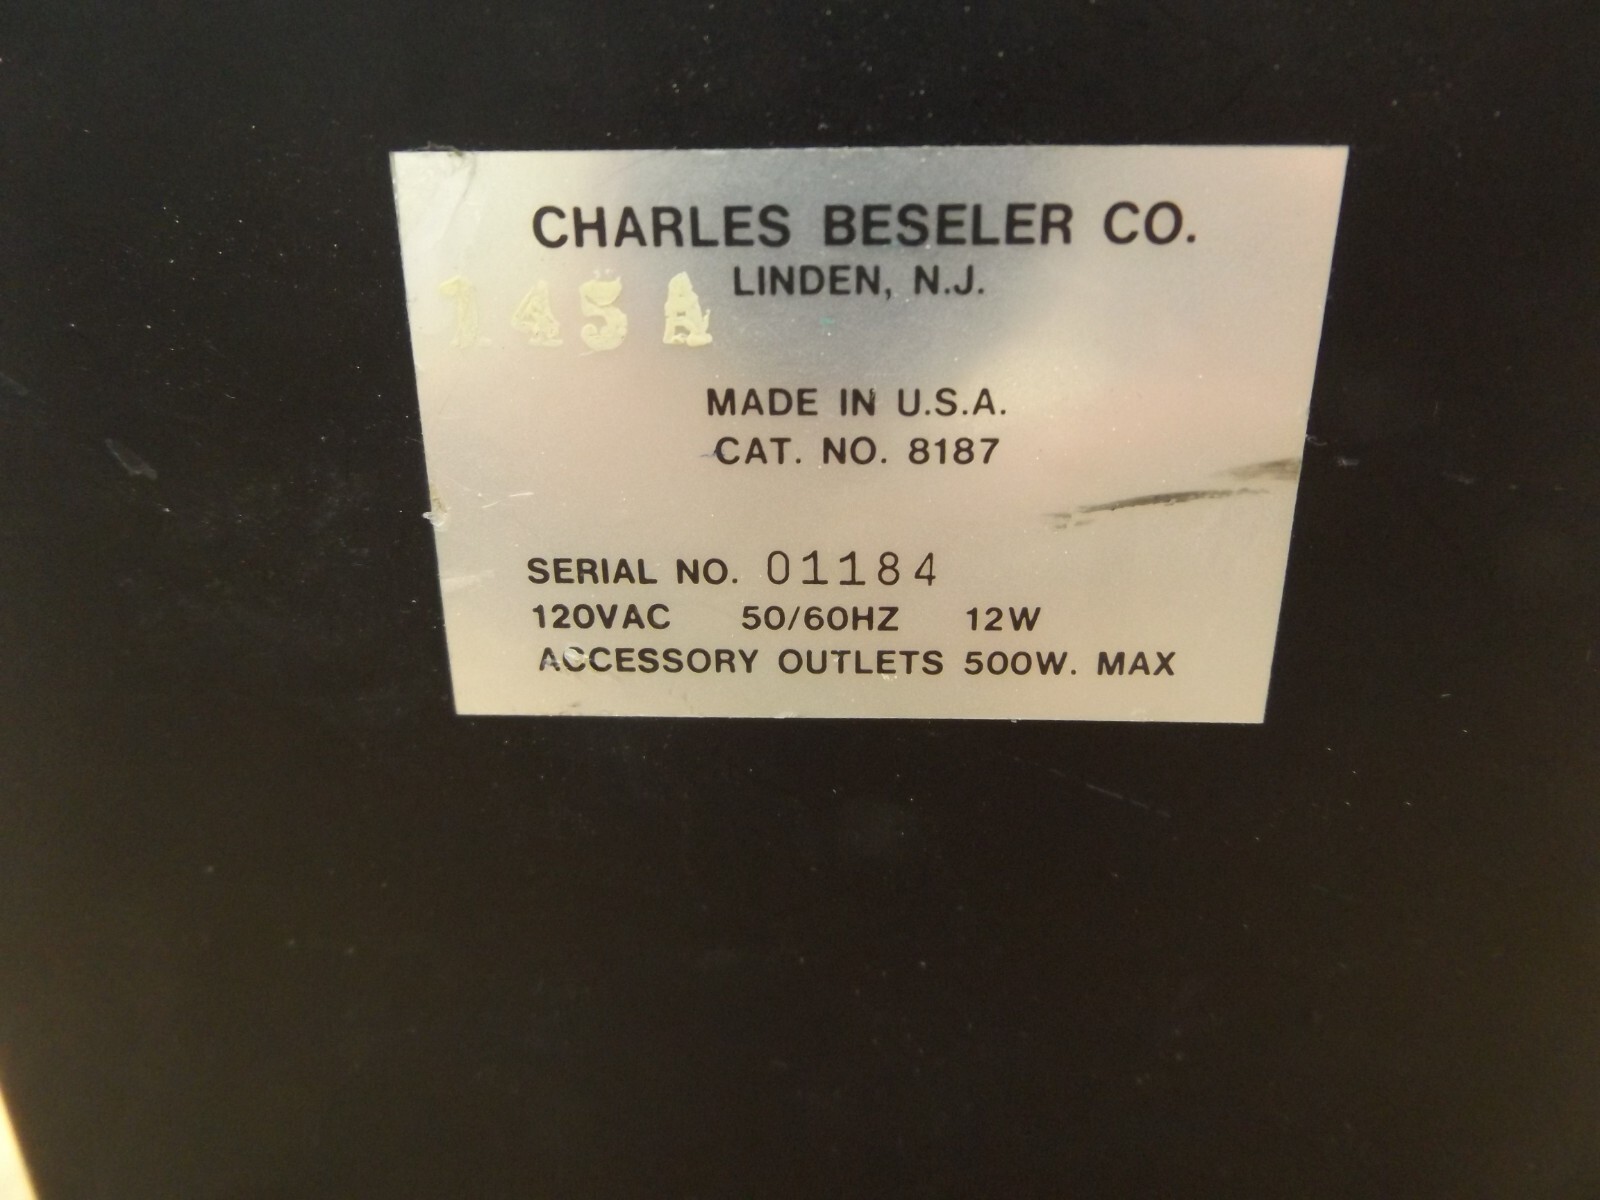 CHARLES BESELER CO.
LINDEN, N.J.
145 A
MADE IN U.S.A.
CAT. NO. 8187
SERIAL NO. 01184
120VAC 50/60HZ 12W
ACCESSORY OUTLETS 500W. MAX